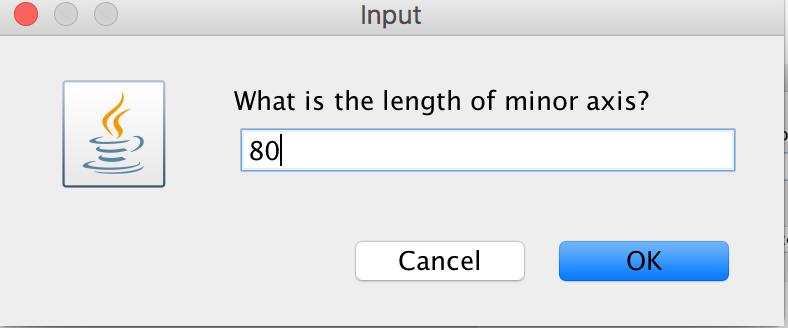 Input
What is the length of minor axis?
80
Cancel
OK